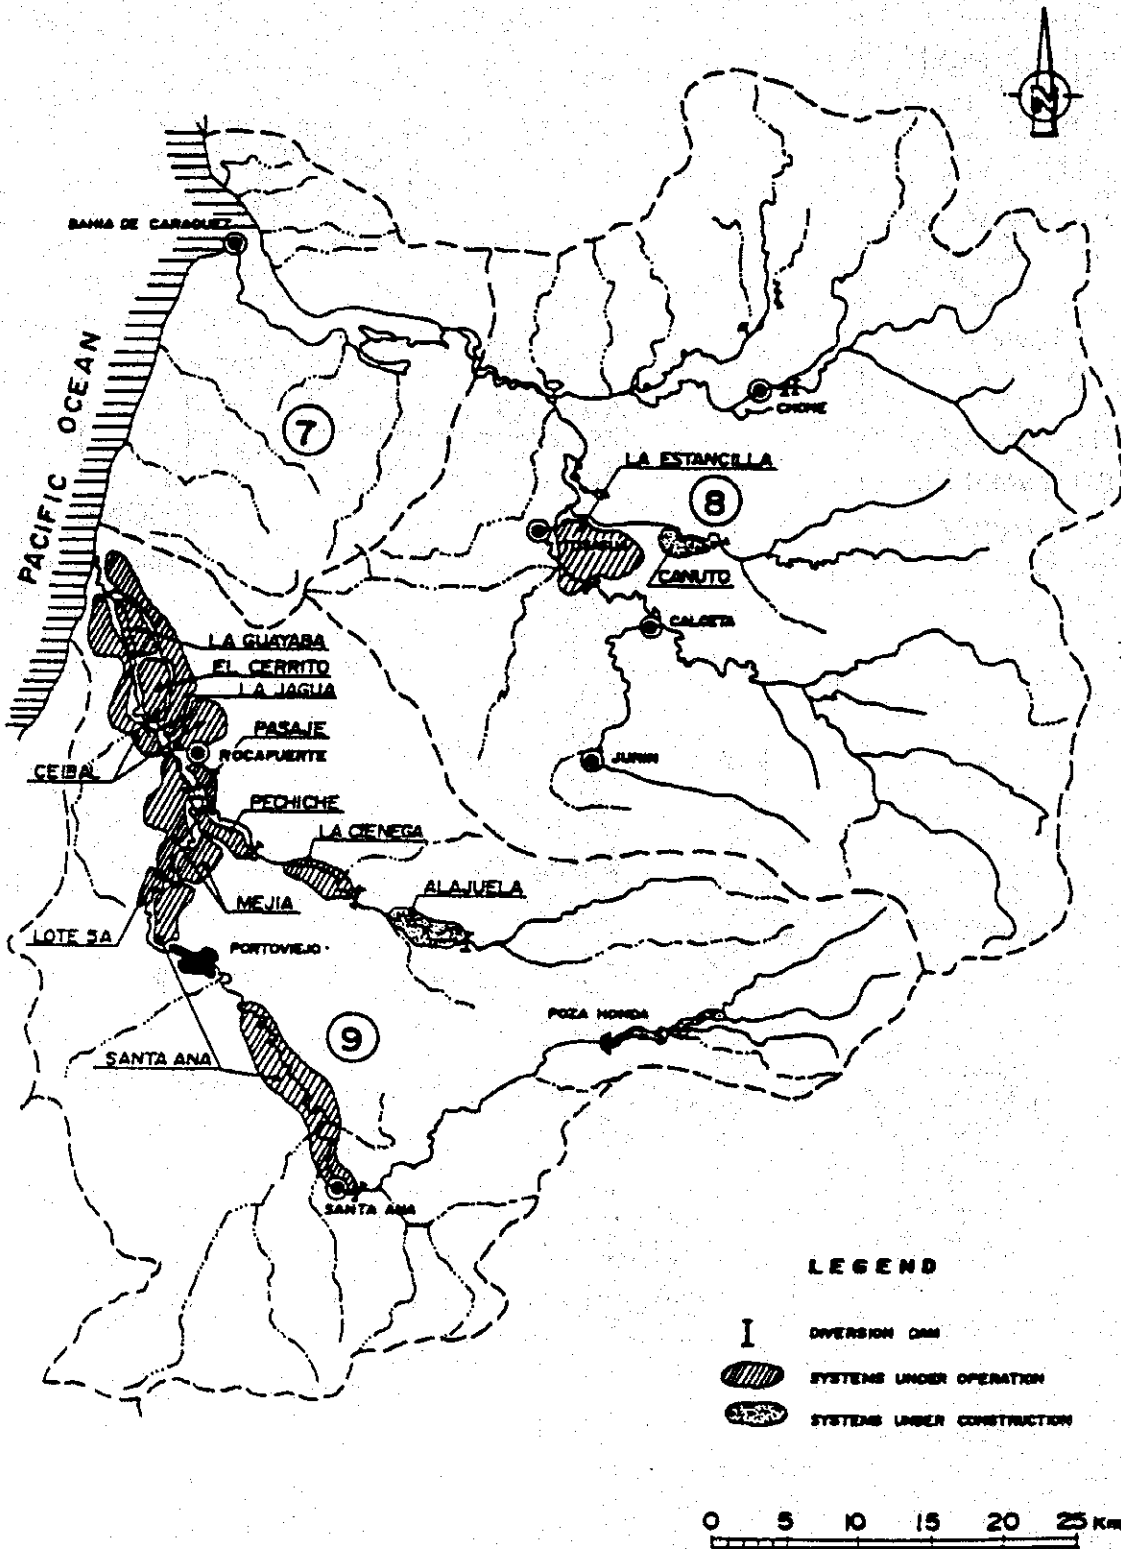 N
BAHIA DE CARAQUEZ
PACIFIC OCEAN
7
CHONE
LA ESTANCILLA
8
CANUTO
CALCETA
LA GUAYABA
EL CERRITO
LA JAGUA
PASAJE
ROCAFUERTE
CEIBAL
JUNIN
PECHICHE
LA CIENEGA
ALAJUELA
MEJIA
LOTE 5A
PORTOVIEJO
POZA HONDA
9
SANTA ANA
SANTA ANA
LEGEND
I DIVERSION DAM
SYSTEMS UNDER OPERATION
SYSTEMS UNDER CONSTRUCTION
0 5 10 15 20 25 Km